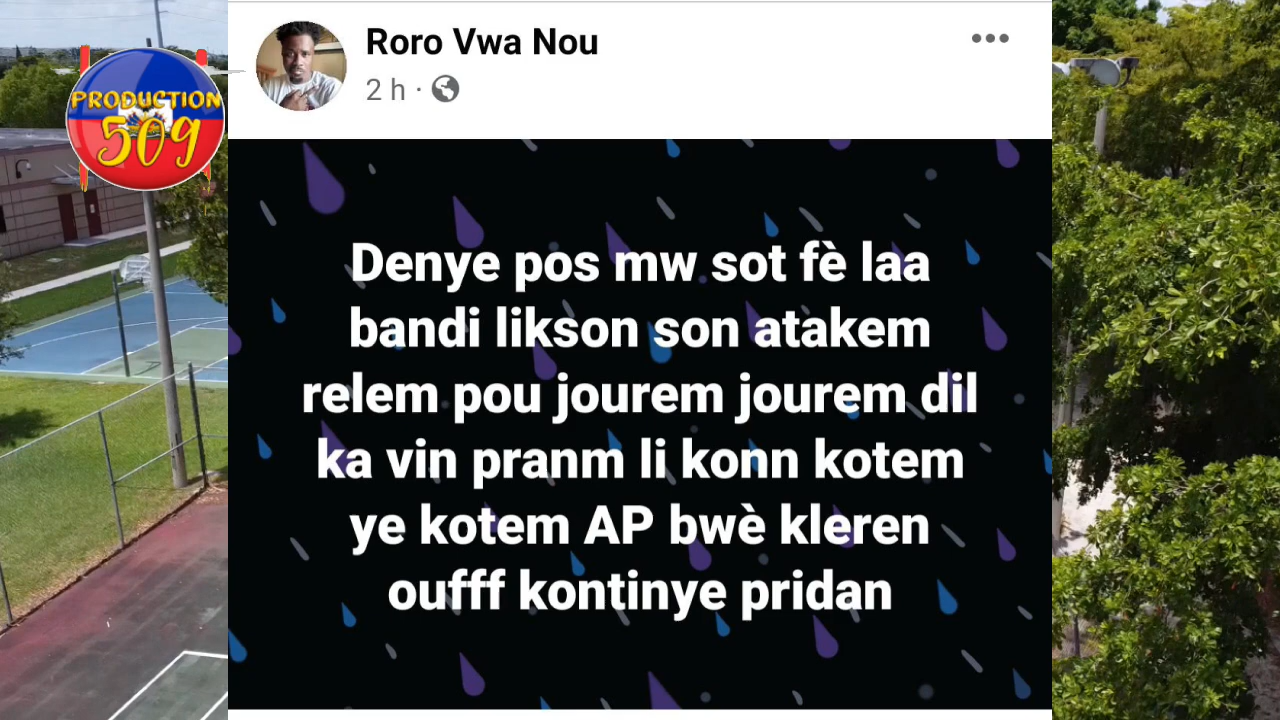 PRODUCTION
509
Roro Vwa Nou
2 h ·
Denye pos mw sot fè laa
bandi likson son atakem
relem pou jourem jourem dil
ka vin pranm li konn kotem
ye kotem AP bwè kleren
oufff kontinye pridan